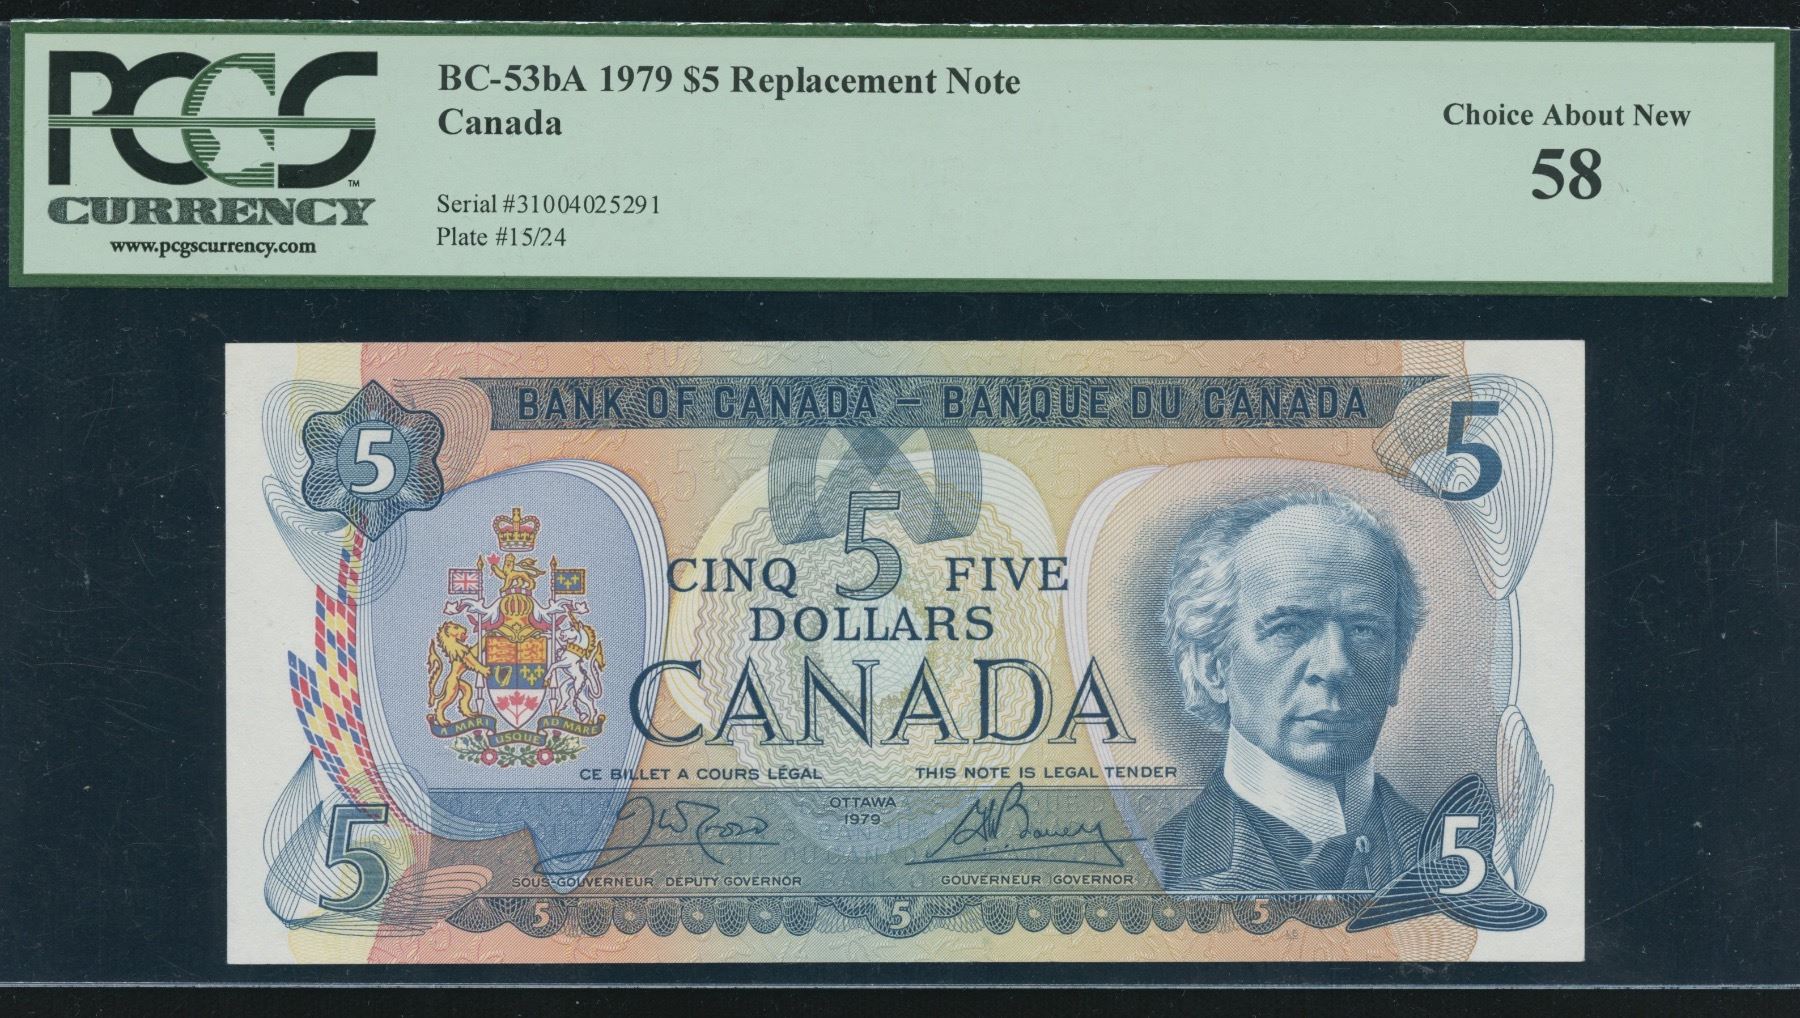 PCGS™
CURRENCY
www.pcgscurrency.com
BC-53bA 1979 $5 Replacement Note
Canada
Serial #31004025291
Plate #15/24
Choice About New
58
BANK OF CANADA – BANQUE DU CANADA
5
5
5
CINQ FIVE
DOLLARS
CANADA
A MARI USQUE AD MARE
CE BILLET A COURS LÉGAL
THIS NOTE IS LEGAL TENDER
OTTAWA
1979
SOUS-GOUVERNEUR DEPUTY GOVERNOR
GOUVERNEUR GOVERNOR
5
5
5
5
5